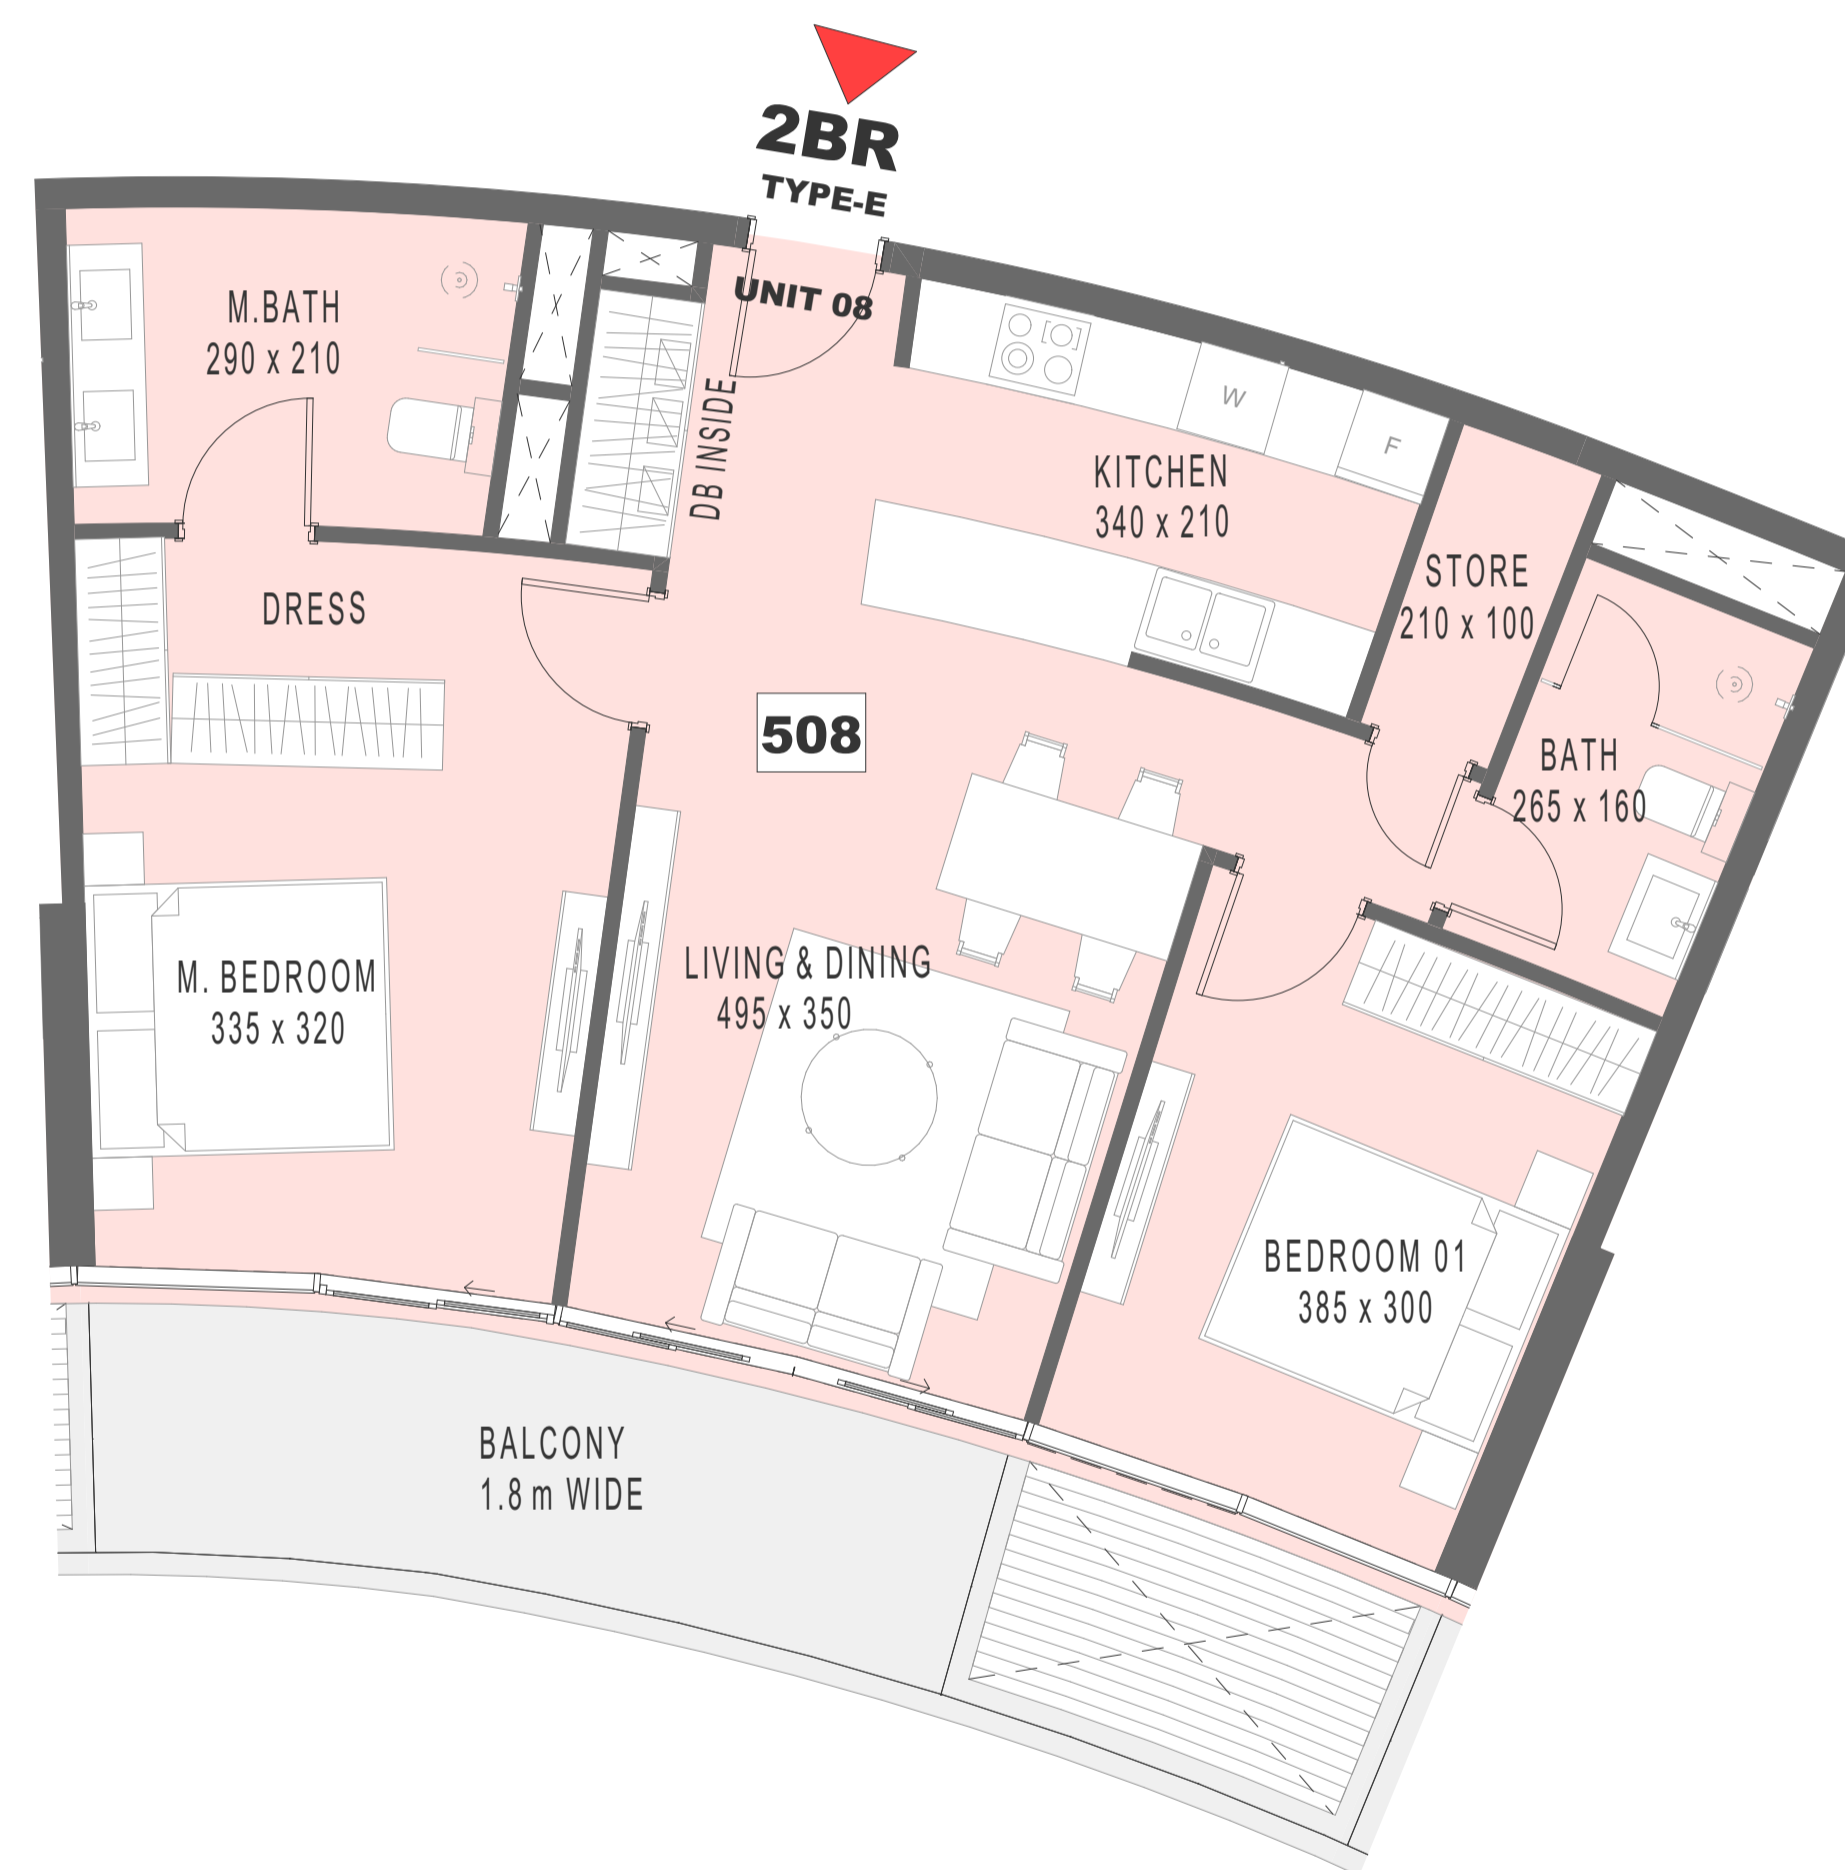 2BR
TYPE-E
UNIT 08
M.BATH
290 x 210
DB INSIDE
W
F
KITCHEN
340 x 210
STORE
210 x 100
DRESS
508
BATH
265 x 160
M. BEDROOM
335 x 320
LIVING & DINING
495 x 350
BEDROOM 01
385 x 300
BALCONY
1.8 m WIDE